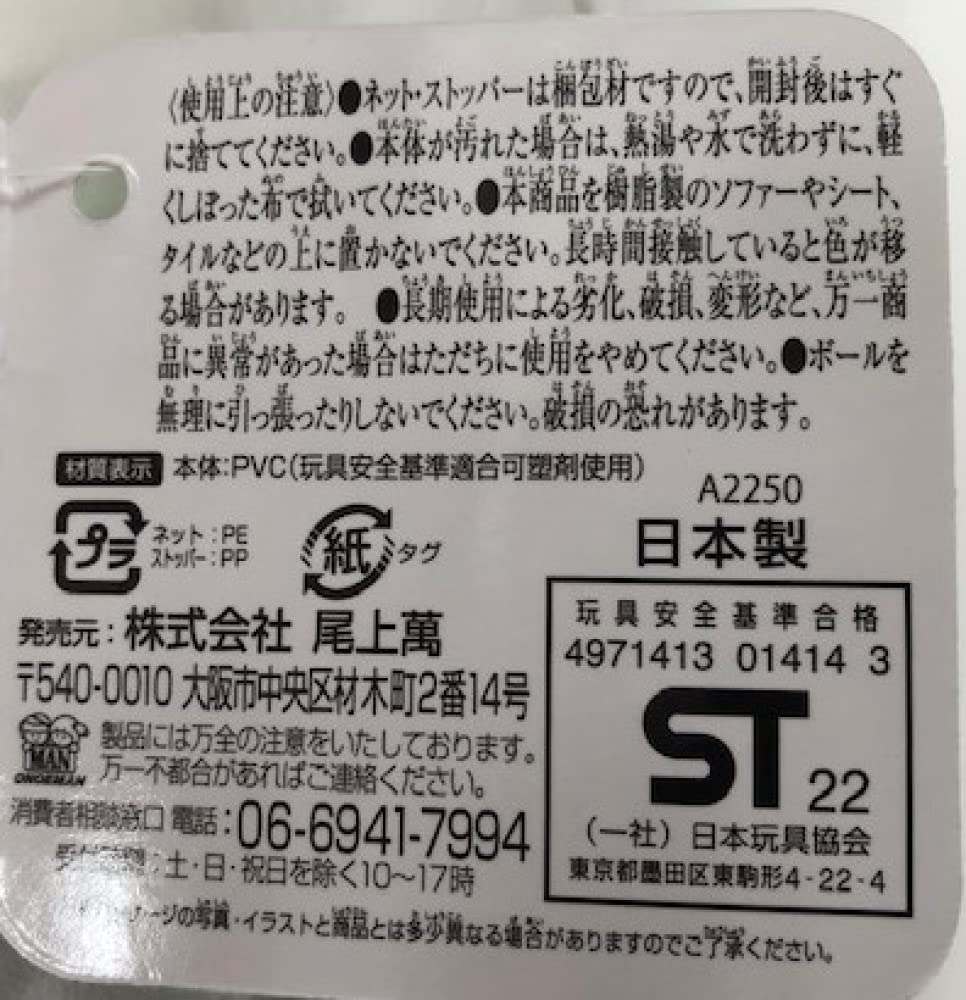 〈使用上の注意〉●ネット・ストッパーは梱包材ですので、開封後はすぐ
に捨ててください。●本体が汚れた場合は、熱湯や水で洗わずに、軽
くしぼった布で拭いてください。●本商品を樹脂製のソファーやシート、
タイルなどの上に置かないでください。長時間接触していると色が移
る場合があります。 ●長期使用による劣化、破損、変形など、万一商
品に異常があった場合はただちに使用をやめてください。●ボールを
無理に引っ張ったりしないでください。破損の恐れがあります。
材質表示 本体:PVC(玩具安全基準適合可塑剤使用)
A2250
プラ ネット:PE
ストッパー:PP
紙 タグ
日本製
発売元:株式会社 尾上萬
〒540-0010 大阪市中央区材木町2番14号
MAN
ONOEMAN
製品には万全の注意をいたしております。
万一不都合があればご連絡ください。
消費者相談窓口 電話:06-6941-7994
受付時間:土・日・祝日を除く10〜17時
玩具安全基準合格
4971413 01414 3
ST 22
(一社)日本玩具協会
東京都墨田区東駒形4-22-4
ージの写真・イラストと商品とは多少異なる場合がありますのでご了承ください。